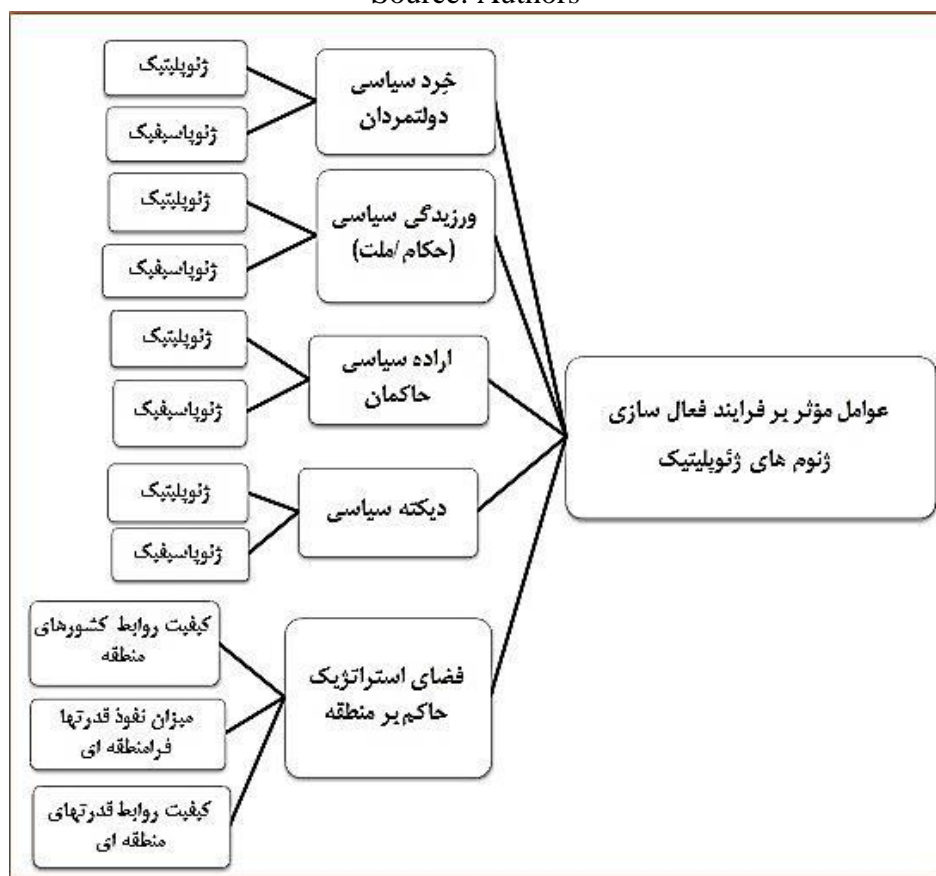 Source: Authors
عوامل مؤثر بر فرایند فعال سازی
ژنوم های ژئوپلیتیک
خِرد سیاسی
دولتمردان
ژئوپلیتیک
ژئوپاسیفیک
ورزیدگی سیاسی
(حکام/ملت)
ژئوپلیتیک
ژئوپاسیفیک
اراده سیاسی
حاکمان
ژئوپلیتیک
ژئوپاسیفیک
دیکته سیاسی
ژئوپلیتیک
ژئوپاسیفیک
فضای استراتژیک
حاکم بر منطقه
کیفیت روابط کشورهای
منطقه
میزان نفوذ قدرتها
فرامنطقه ای
کیفیت روابط قدرتهای
منطقه ای